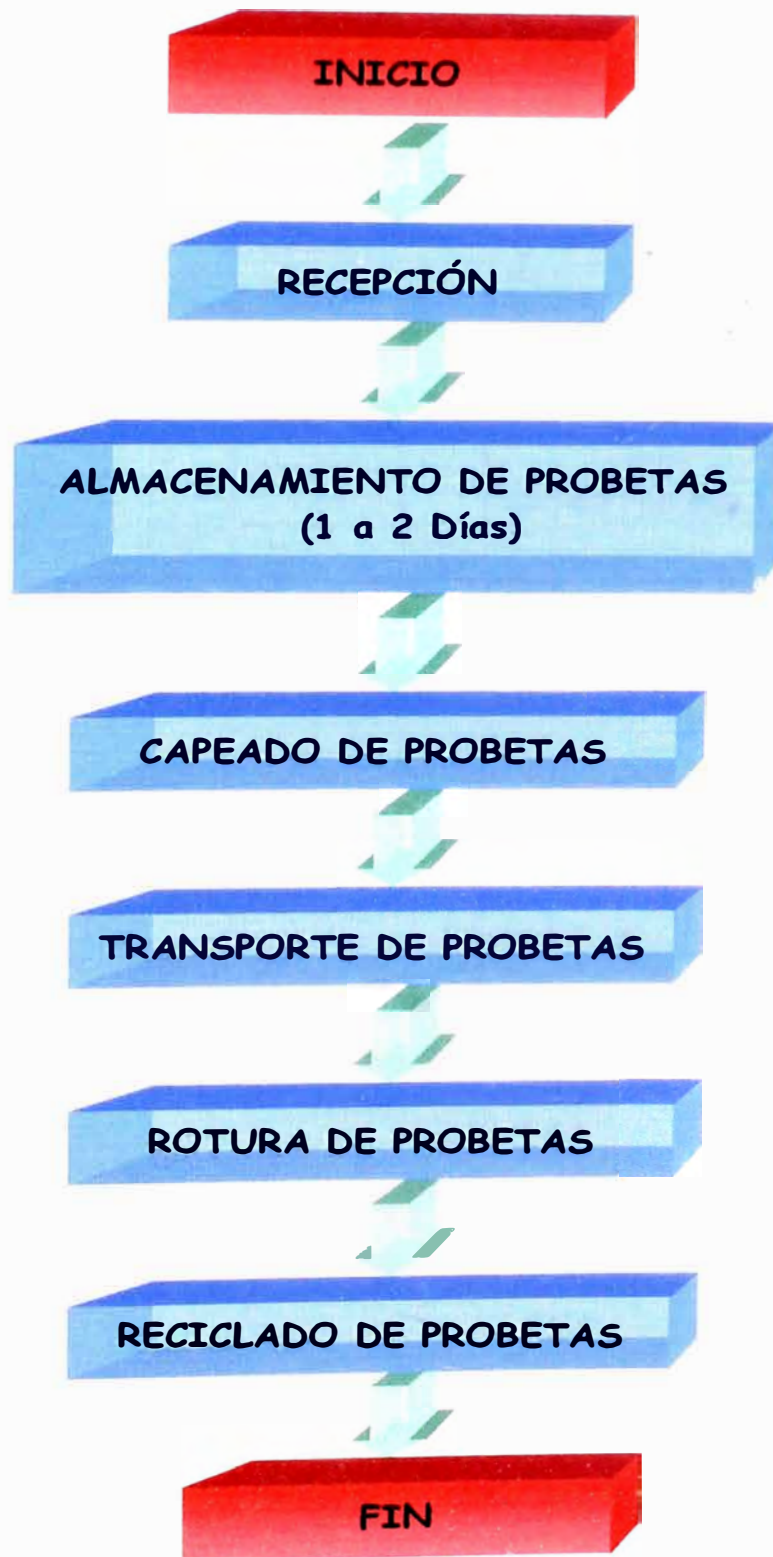 INICIO
RECEPCIÓN
ALMACENAMIENTO DE PROBETAS
(1 a 2 Días)
CAPEADO DE PROBETAS
TRANSPORTE DE PROBETAS
ROTURA DE PROBETAS
RECICLADO DE PROBETAS
FIN